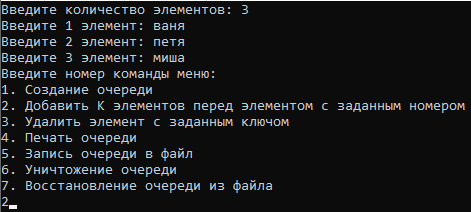 Введите количество элементов: 3
Введите 1 элемент: ваня
Введите 2 элемент: петя
Введите 3 элемент: миша
Введите номер команды меню:
1. Создание очереди
2. Добавить К элементов перед элементом с заданным номером
3. Удалить элемент с заданным ключом
4. Печать очереди
5. Запись очереди в файл
6. Уничтожение очереди
7. Восстановление очереди из файла
2